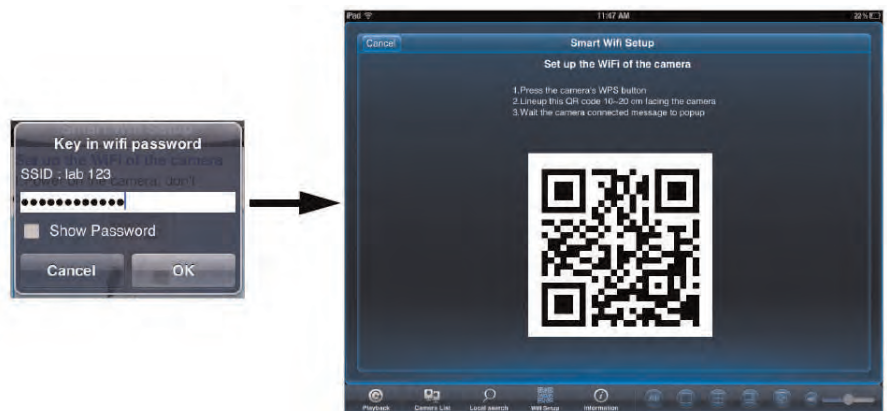 Key in wifi password
SSID : lab 123
Show Password
Cancel
OK
iPad
11:47 AM
22%
Cancel
Smart Wifi Setup
Set up the WiFi of the camera
1.Press the camera's WPS button
2.Lineup this QR code 10~20 cm facing the camera
3.Wait the camera connected message to popup
Playback
Camera List
Local search
Wifi Setup
Information